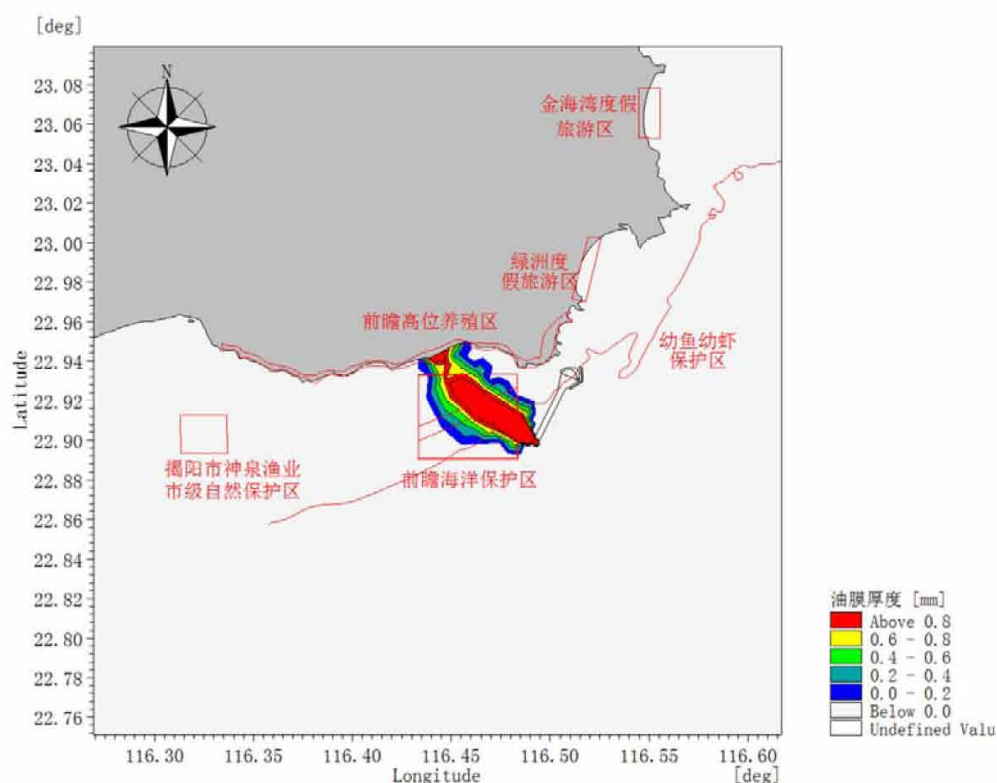 [deg]
23.08
23.06
23.04
23.02
23.00
22.98
22.96
22.94
22.92
22.90
22.88
22.86
22.84
22.82
22.80
22.78
22.76
Latitude
N
金海湾度假
旅游区
绿洲度
假旅游区
前瞻高位养殖区
幼鱼幼虾
保护区
揭阳市神泉渔业
市级自然保护区
前瞻海洋保护区
油膜厚度 [mm]
Above 0.8
0.6 - 0.8
0.4 - 0.6
0.2 - 0.4
0.0 - 0.2
Below 0.0
Undefined Valu
116.30
116.35
116.40
116.45
116.50
116.55
116.60
Longitude
[deg]